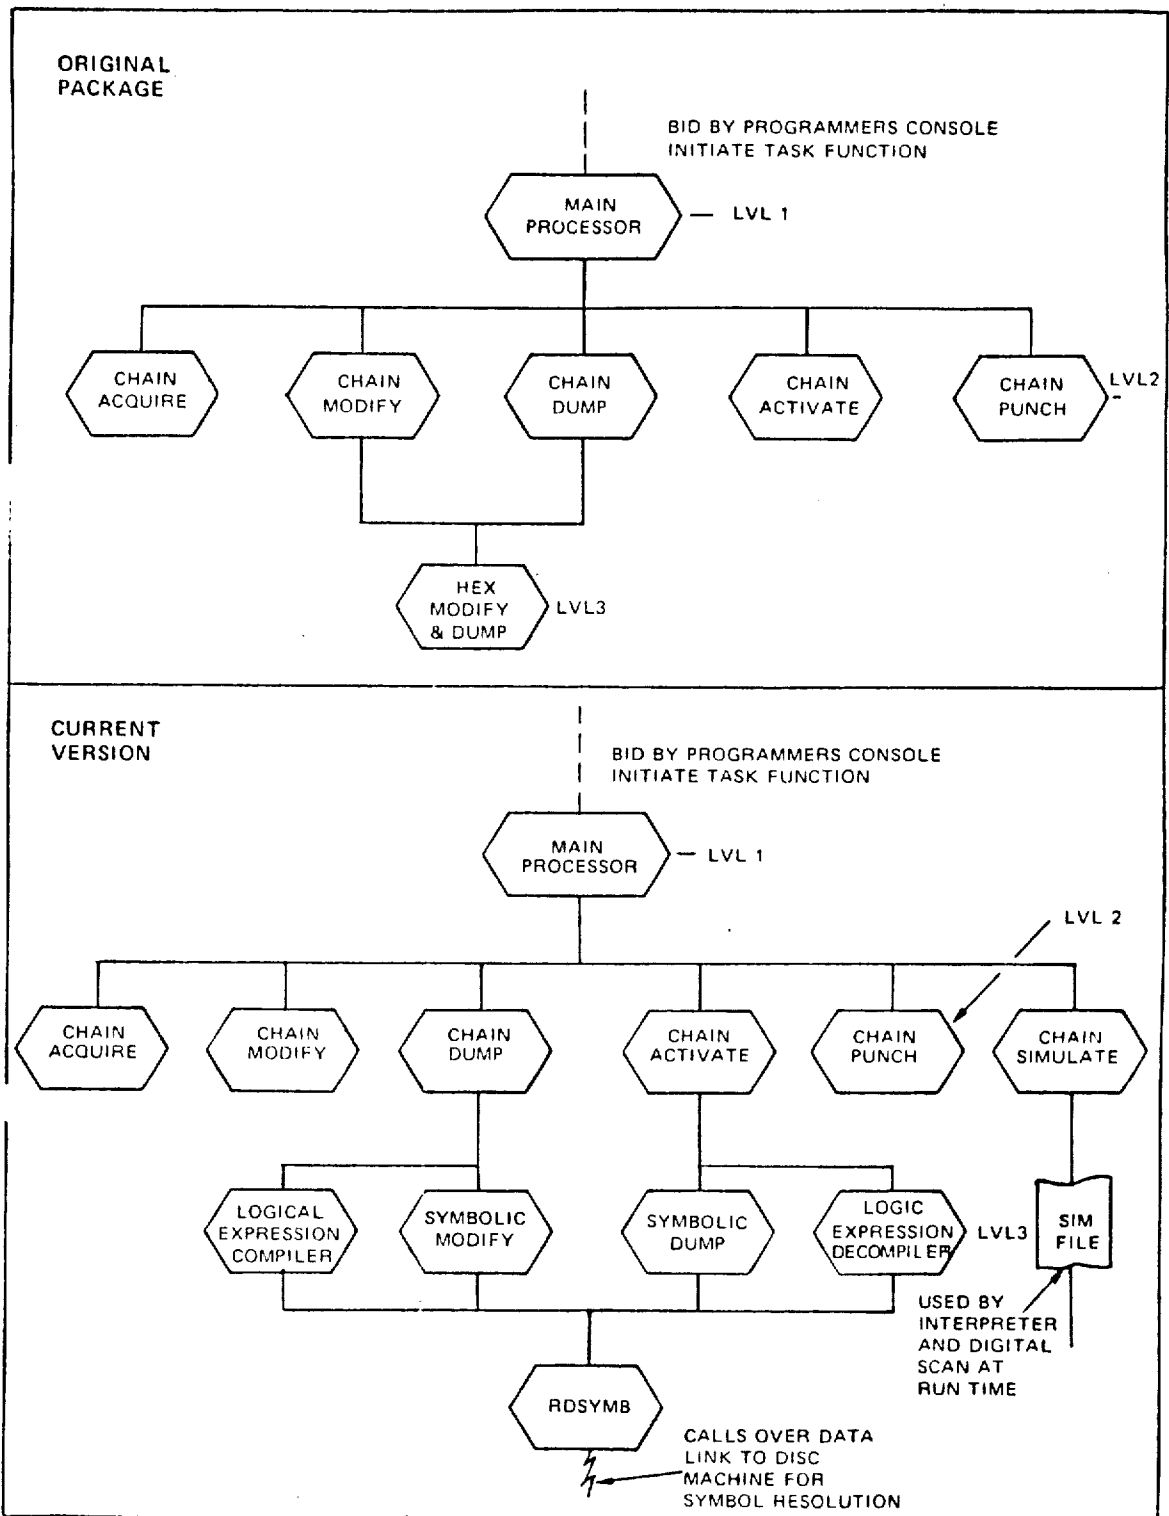 ORIGINAL
PACKAGE
BID BY PROGRAMMERS CONSOLE
INITIATE TASK FUNCTION
MAIN
PROCESSOR
LVL 1
CHAIN
ACQUIRE
CHAIN
MODIFY
CHAIN
DUMP
CHAIN
ACTIVATE
CHAIN
PUNCH
LVL2
HEX
MODIFY
& DUMP
LVL3
CURRENT
VERSION
BID BY PROGRAMMERS CONSOLE
INITIATE TASK FUNCTION
MAIN
PROCESSOR
LVL 1
LVL 2
CHAIN
ACQUIRE
CHAIN
MODIFY
CHAIN
DUMP
CHAIN
ACTIVATE
CHAIN
PUNCH
CHAIN
SIMULATE
LOGICAL
EXPRESSION
COMPILER
SYMBOLIC
MODIFY
SYMBOLIC
DUMP
LOGIC
EXPRESSION
DECOMPILER
LVL3
SIM
FILE
USED BY
INTERPRETER
AND DIGITAL
SCAN AT
RUN TIME
RDSYMB
CALLS OVER DATA
LINK TO DISC
MACHINE FOR
SYMBOL HESOLUTION